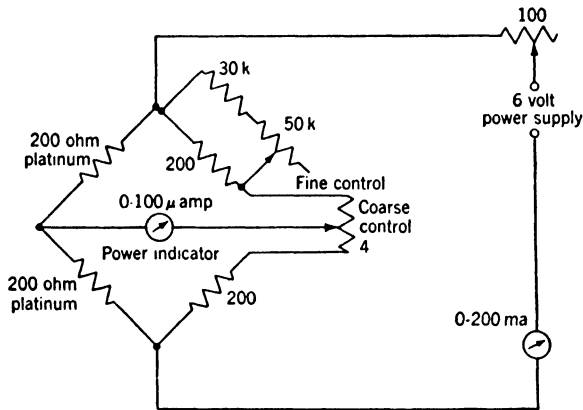 100
30 k
50 k
6 volt
power supply
200 ohm
platinum
200
Fine control
0-100 μ amp
Coarse
control
4
Power indicator
200 ohm
platinum
200
0-200 ma